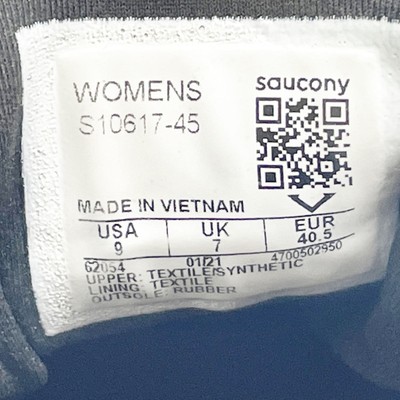 WOMENS
saucony
S10617-45
MADE IN VIETNAM
USA UK EUR
9 7 40.5
62054 01/21 4700502950
UPPER: TEXTILE/SYNTHETIC
LINING: TEXTILE
OUTSOLE: RUBBER